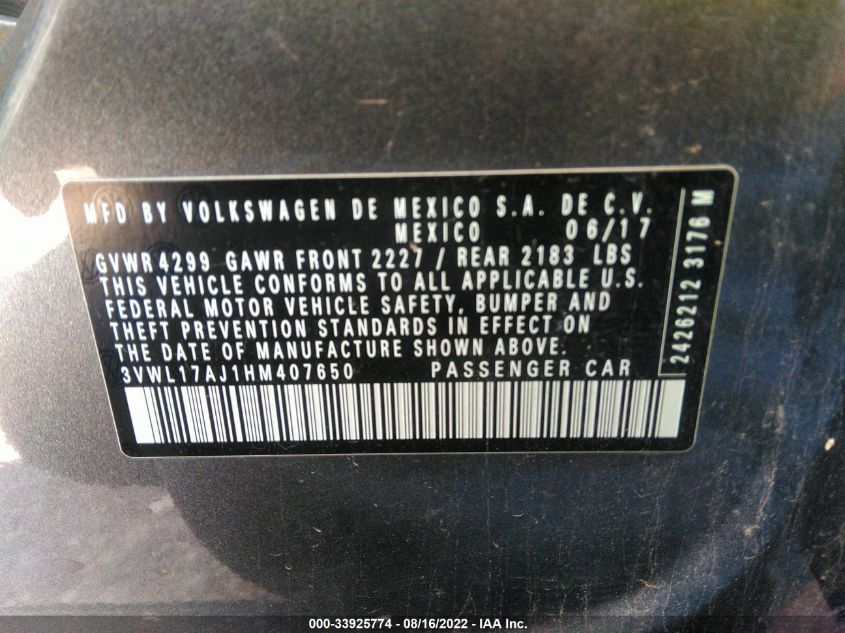 MFD BY VOLKSWAGEN DE MEXICO S.A. DE C.V.
MEXICO 06/17
GVWR 4299 GAWR FRONT 2227 / REAR 2183 LBS
THIS VEHICLE CONFORMS TO ALL APPLICABLE U.S.
FEDERAL MOTOR VEHICLE SAFETY, BUMPER AND
THEFT PREVENTION STANDARDS IN EFFECT ON
THE DATE OF MANUFACTURE SHOWN ABOVE.
3VWL17AJ1HM407650 PASSENGER CAR
2426212 3176 M
000-33925774 - 08/16/2022 - IAA Inc.